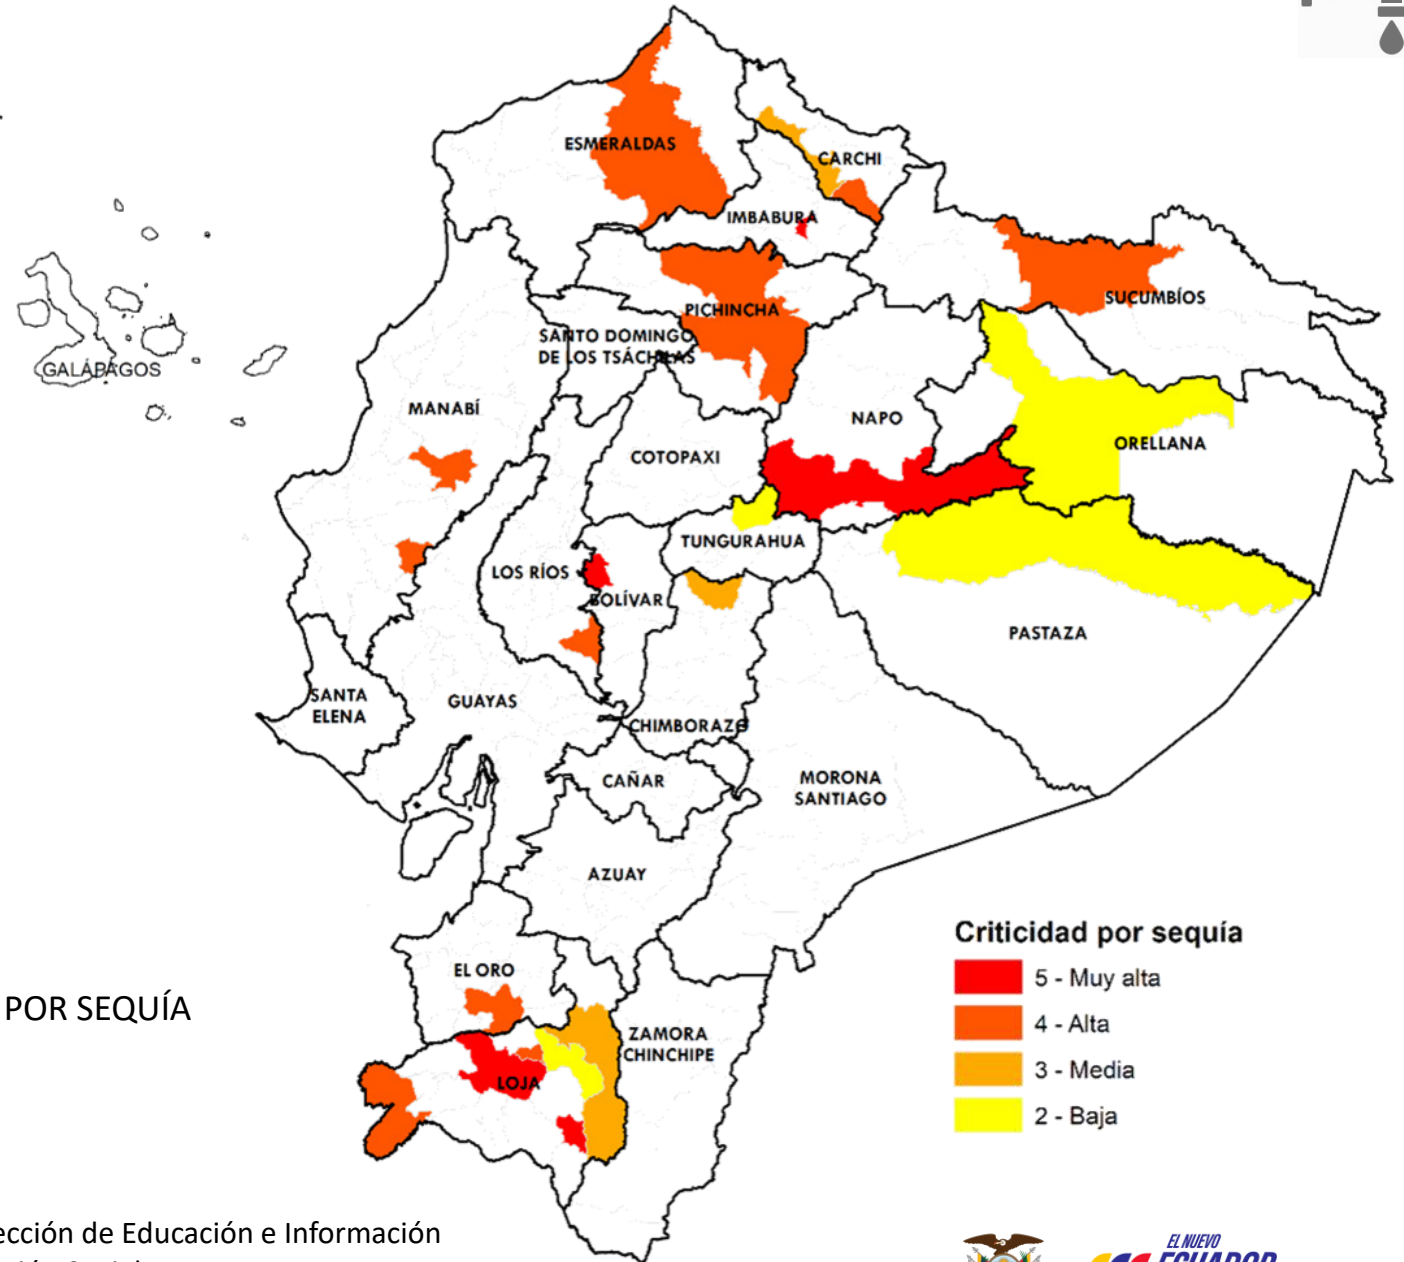 ESMERALDAS
CARCHI
IMBABURA
SUCUMBÍOS
PICHINCHA
SANTO DOMINGO
DE LOS TSÁCHILAS
GALÁPAGOS
MANABÍ
NAPO
ORELLANA
COTOPAXI
TUNGURAHUA
LOS RÍOS
BOLÍVAR
PASTAZA
SANTA
ELENA
GUAYAS
CHIMBORAZO
CAÑAR
MORONA
SANTIAGO
AZUAY
Criticidad por sequía
5 - Muy alta
4 - Alta
3 - Media
2 - Baja
EL ORO
POR SEQUÍA
ZAMORA
CHINCHIPE
LOJA
ección de Educación e Información
EL NUEVO
ECUADOR